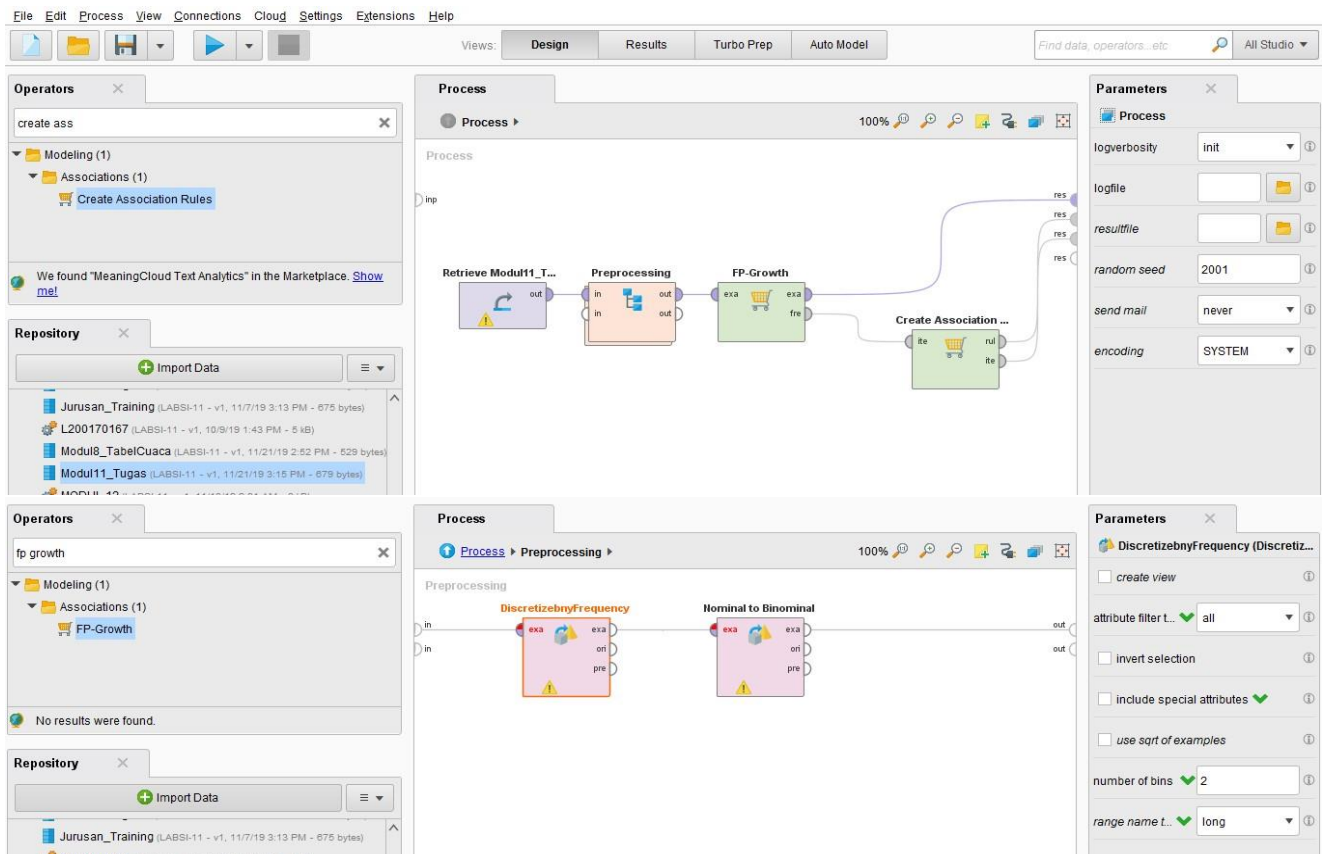 File Edit Process View Connections Cloud Settings Extensions Help
Views: Design Results Turbo Prep Auto Model Find data, operators...etc All Studio
Operators
create ass
Modeling (1)
Associations (1)
Create Association Rules
We found "MeaningCloud Text Analytics" in the Marketplace. Show
me!
Repository
Import Data
Jurusan_Training (LABSI-11 - v1, 11/7/19 3:13 PM - 675 bytes)
L200170167 (LABSI-11 - v1, 10/9/19 1:43 PM - 5 kB)
Modul8_TabelCuaca (LABSI-11 - v1, 11/21/19 2:52 PM - 529 bytes)
Modul11_Tugas (LABSI-11 - v1, 11/21/19 3:15 PM - 679 bytes)
Process
Process
100%
Process
inp
res
res
res
res
Retrieve Modul11_T...
out
Preprocessing
in out
in out
FP-Growth
exa exa
fre
Create Association ...
ite rul
ite
Parameters
Process
logverbosity init
logfile
resultfile
random seed 2001
send mail never
encoding SYSTEM
Operators
fp growth
Modeling (1)
Associations (1)
FP-Growth
No results were found.
Repository
Import Data
Jurusan_Training (LABSI-11 - v1, 11/7/19 3:13 PM - 675 bytes)
Process
Process Preprocessing
100%
Preprocessing
in
in
DiscretizebnyFrequency
exa exa
ori
pre
Nominal to Binominal
exa exa
ori
pre
out
out
Parameters
DiscretizebnyFrequency (Discretiz...
create view
attribute filter t... all
invert selection
include special attributes
use sqrt of examples
number of bins 2
range name t... long